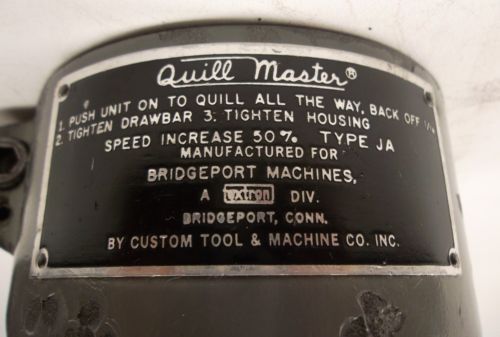 Quill Master®
1. PUSH UNIT ON TO QUILL ALL THE WAY, BACK OFF 1/16
2. TIGHTEN DRAWBAR 3. TIGHTEN HOUSING
SPEED INCREASE 50% TYPE JA
MANUFACTURED FOR
BRIDGEPORT MACHINES,
A textron DIV.
BRIDGEPORT, CONN.
BY CUSTOM TOOL & MACHINE CO. INC.